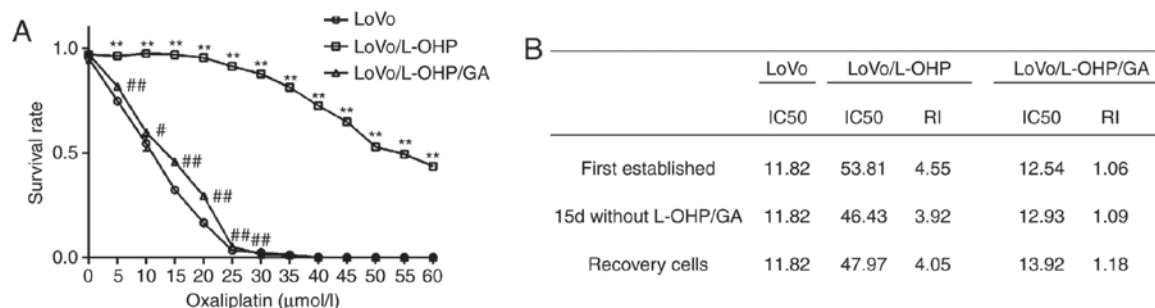 A
LoVo
LoVo/L-OHP
LoVo/L-OHP/GA
1.0
0.5
0.0
Survival rate
** ** ** ** ** ** ** ** ** ** ** **
##
#
##
##
##
##
0 5 10 15 20 25 30 35 40 45 50 55 60
Oxaliplatin (μmol/l)
B
LoVo LoVo/L-OHP LoVo/L-OHP/GA
IC50 IC50 RI IC50 RI
First established 11.82 53.81 4.55 12.54 1.06
15d without L-OHP/GA 11.82 46.43 3.92 12.93 1.09
Recovery cells 11.82 47.97 4.05 13.92 1.18